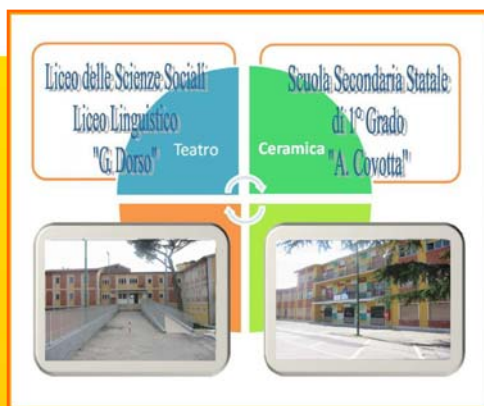 Liceo delle Scienze Sociali
Liceo Linguistico
"G. Dorso"
Teatro
Scuola Secondaria Statale
di 1° Grado
"A. Covotta"
Ceramica